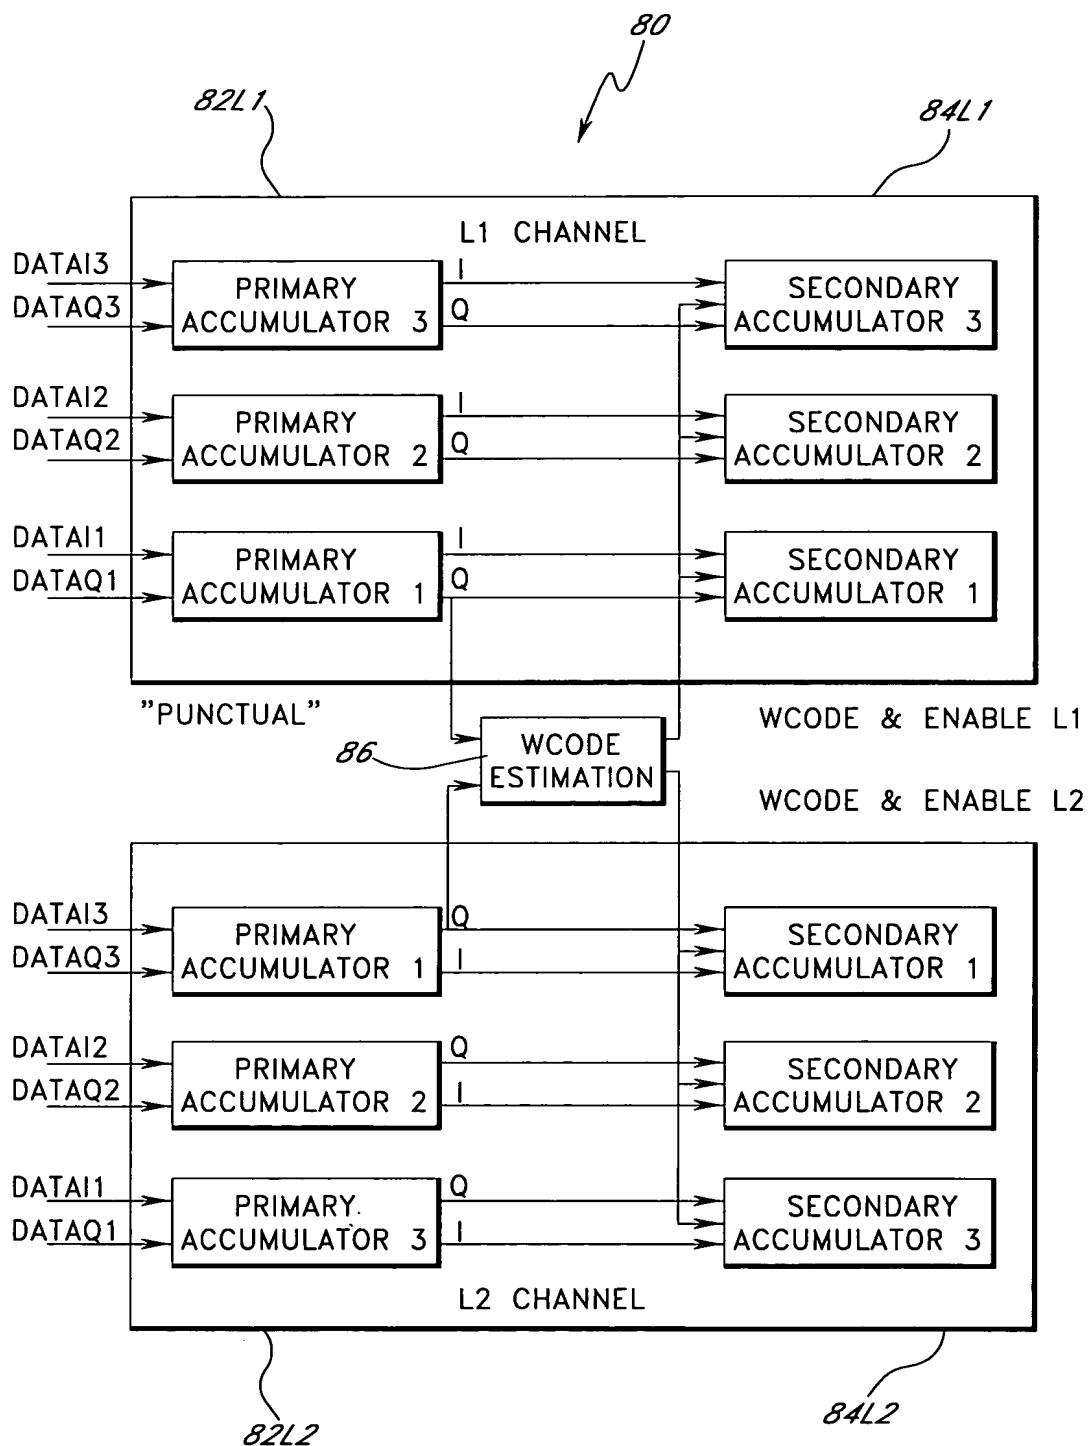 80
82L1
84L1
L1 CHANNEL
DATAI3
DATAQ3
PRIMARY
ACCUMULATOR 3
I
Q
SECONDARY
ACCUMULATOR 3
DATAI2
DATAQ2
PRIMARY
ACCUMULATOR 2
I
Q
SECONDARY
ACCUMULATOR 2
DATAI1
DATAQ1
PRIMARY
ACCUMULATOR 1
I
Q
SECONDARY
ACCUMULATOR 1
"PUNCTUAL"
86
WCODE
ESTIMATION
WCODE & ENABLE L1
WCODE & ENABLE L2
DATAI3
DATAQ3
PRIMARY
ACCUMULATOR 1
Q
I
SECONDARY
ACCUMULATOR 1
DATAI2
DATAQ2
PRIMARY
ACCUMULATOR 2
Q
I
SECONDARY
ACCUMULATOR 2
DATAI1
DATAQ1
PRIMARY
ACCUMULATOR 3
Q
I
SECONDARY
ACCUMULATOR 3
L2 CHANNEL
82L2
84L2